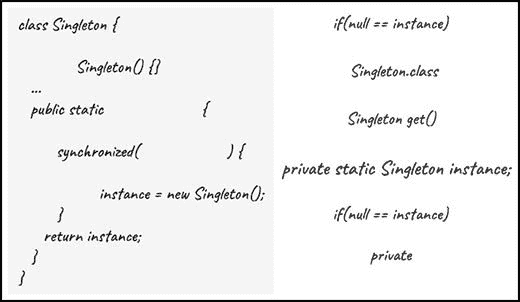 class Singleton {
Singleton() {}
...
public static {
synchronized( ) {
instance = new Singleton();
}
return instance;
}
}
if(null == instance)
Singleton.class
Singleton get()
private static Singleton instance;
if(null == instance)
private